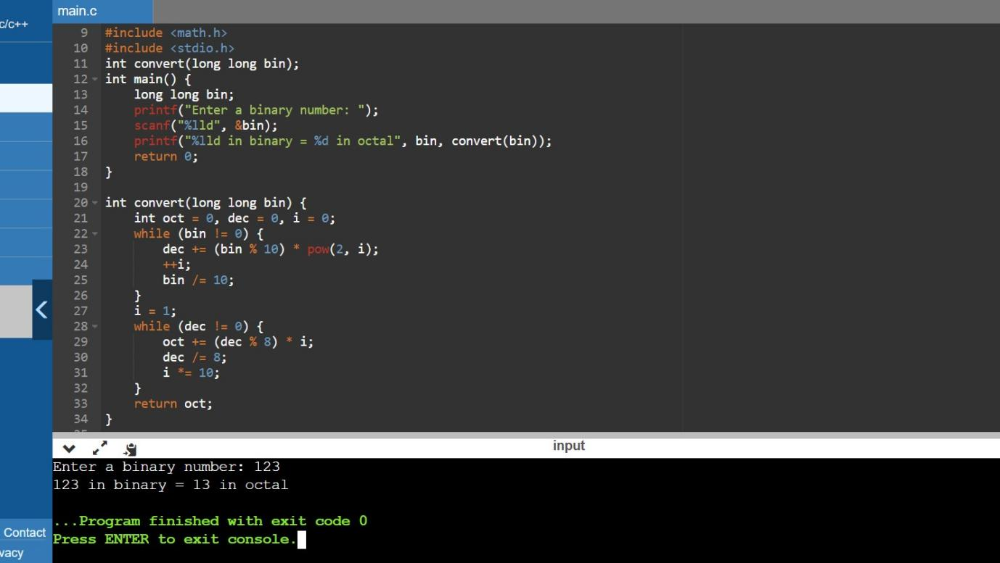 main.c
c/c++
9 #include <math.h>
10 #include <stdio.h>
11 int convert(long long bin);
12 int main() {
13     long long bin;
14     printf("Enter a binary number: ");
15     scanf("%lld", &bin);
16     printf("%lld in binary = %d in octal", bin, convert(bin));
17     return 0;
18 }
19
20 int convert(long long bin) {
21     int oct = 0, dec = 0, i = 0;
22     while (bin != 0) {
23         dec += (bin % 10) * pow(2, i);
24         ++i;
25         bin /= 10;
26     }
27     i = 1;
28     while (dec != 0) {
29         oct += (dec % 8) * i;
30         dec /= 8;
31         i *= 10;
32     }
33     return oct;
34 }
input
Enter a binary number: 123
123 in binary = 13 in octal
...Program finished with exit code 0
Press ENTER to exit console.
Contact
vacy